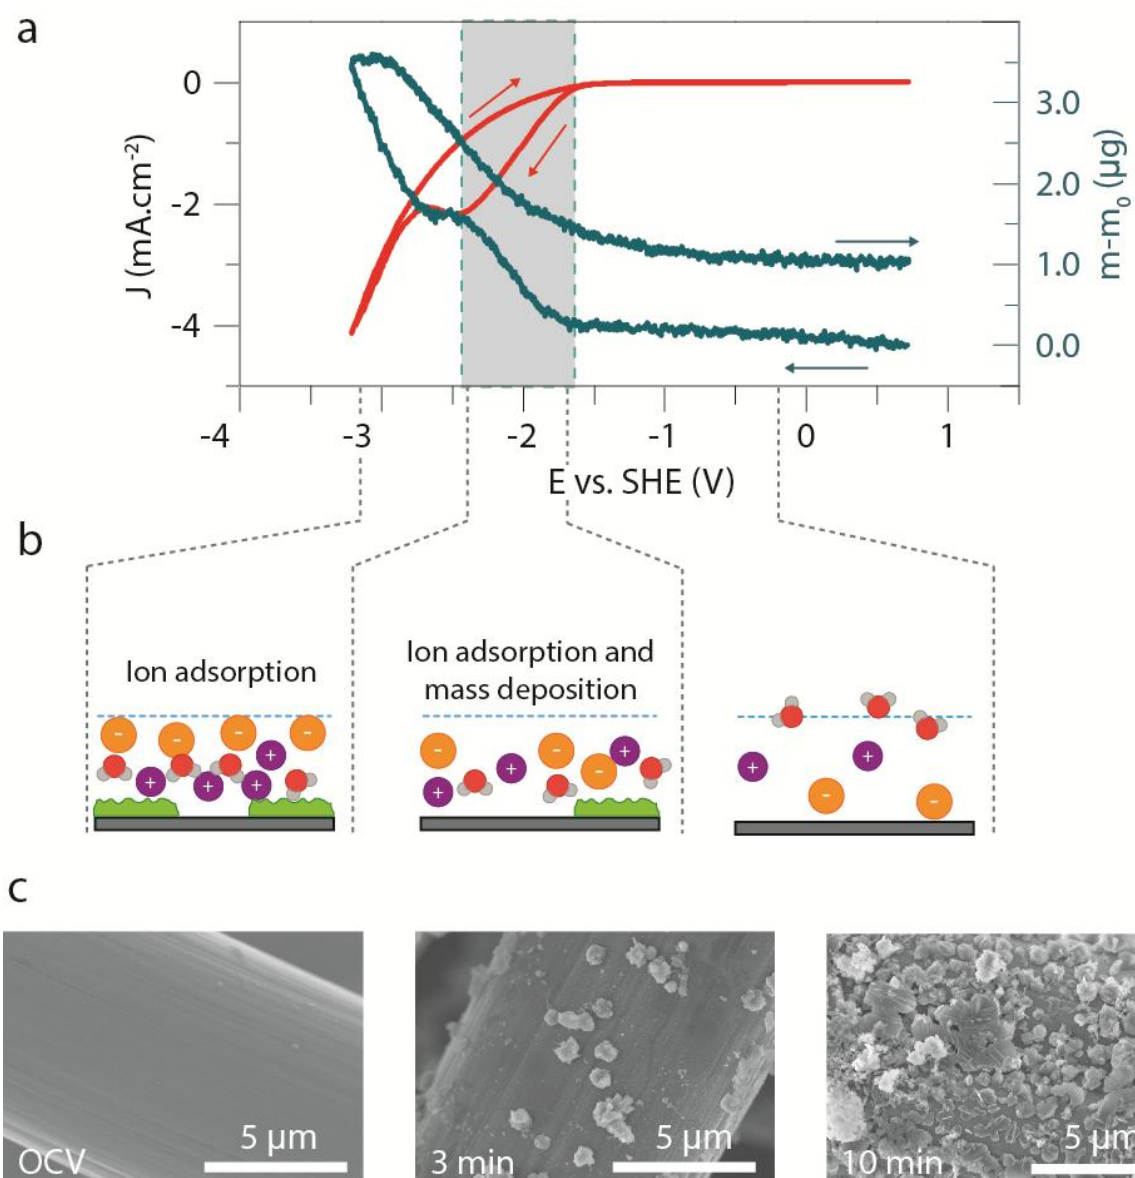 a
0
-2
-4
J (mA.cm⁻²)
3.0
2.0
1.0
0.0
m-m₀ (µg)
-4
-3
-2
-1
0
1
E vs. SHE (V)
b
Ion adsorption
Ion adsorption and
mass deposition
- - - -
+ + + +
- - -
+ + +
+ +
- -
c
OCV
5 µm
3 min
5 µm
10 min
5 µm